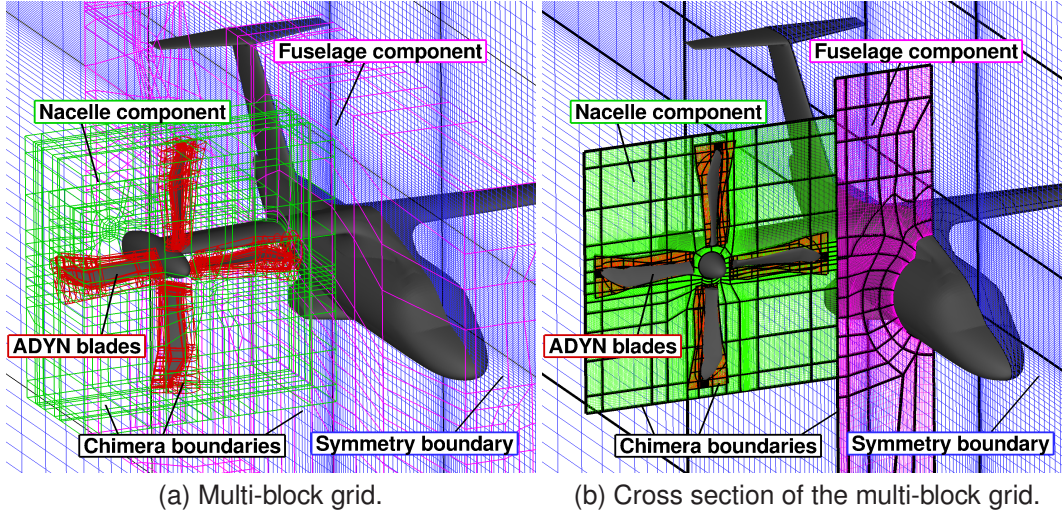 Fuselage component
Nacelle component
ADYN blades
Chimera boundaries
Symmetry boundary
(a) Multi-block grid.
Fuselage component
Nacelle component
ADYN blades
Chimera boundaries
Symmetry boundary
(b) Cross section of the multi-block grid.